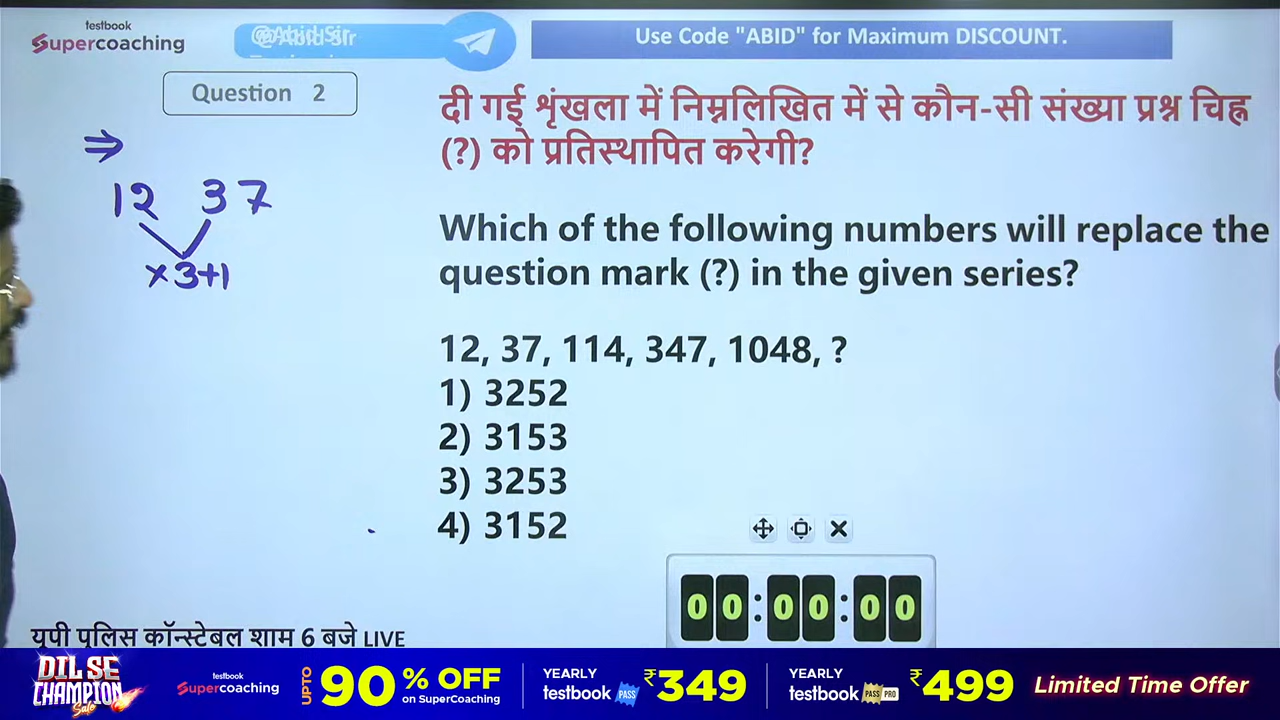 testbook
Supercoaching
@Abid Sir
Use Code "ABID" for Maximum DISCOUNT.
Question 2
दी गई शृंखला में निम्नलिखित में से कौन-सी संख्या प्रश्न चिह्न
(?) को प्रतिस्थापित करेगी?
⇒
12 37
×3+1
Which of the following numbers will replace the
question mark (?) in the given series?
12, 37, 114, 347, 1048, ?
1) 3252
2) 3153
3) 3253
4) 3152
00:00:00
यूपी पुलिस कॉन्स्टेबल शाम 6 बजे LIVE
DIL SE
CHAMPION
Sale
testbook
Supercoaching
UPTO 90% OFF
on SuperCoaching
YEARLY
testbook PASS
₹349
YEARLY
testbook PASS PRO
₹499
Limited Time Offer